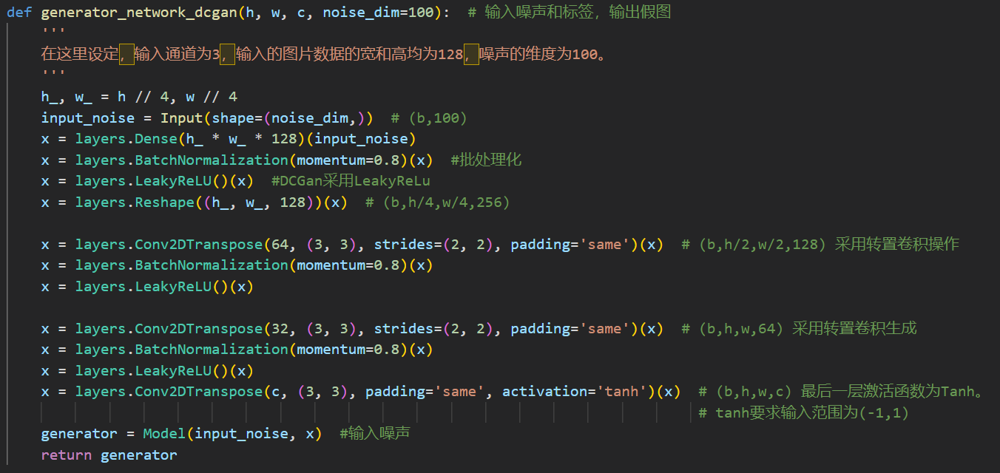 def generator_network_dcgan(h, w, c, noise_dim=100):  # 输入噪声和标签，输出假图
    '''
    在这里设定，输入通道为3，输入的图片数据的宽和高均为128，噪声的维度为100。
    '''
    h_, w_ = h // 4, w // 4
    input_noise = Input(shape=(noise_dim,))  # (b,100)
    x = layers.Dense(h_ * w_ * 128)(input_noise)
    x = layers.BatchNormalization(momentum=0.8)(x)  #批处理化
    x = layers.LeakyReLU()(x)  #DCGan采用LeakyReLu
    x = layers.Reshape((h_, w_, 128))(x)  # (b,h/4,w/4,256)
    x = layers.Conv2DTranspose(64, (3, 3), strides=(2, 2), padding='same')(x)  # (b,h/2,w/2,128) 采用转置卷积操作
    x = layers.BatchNormalization(momentum=0.8)(x)
    x = layers.LeakyReLU()(x)
    x = layers.Conv2DTranspose(32, (3, 3), strides=(2, 2), padding='same')(x)  # (b,h,w,64) 采用转置卷积生成
    x = layers.BatchNormalization(momentum=0.8)(x)
    x = layers.LeakyReLU()(x)
    x = layers.Conv2DTranspose(c, (3, 3), padding='same', activation='tanh')(x)  # (b,h,w,c) 最后一层激活函数为Tanh。
    # tanh要求输入范围为(-1,1)
    generator = Model(input_noise, x)  #输入噪声
    return generator